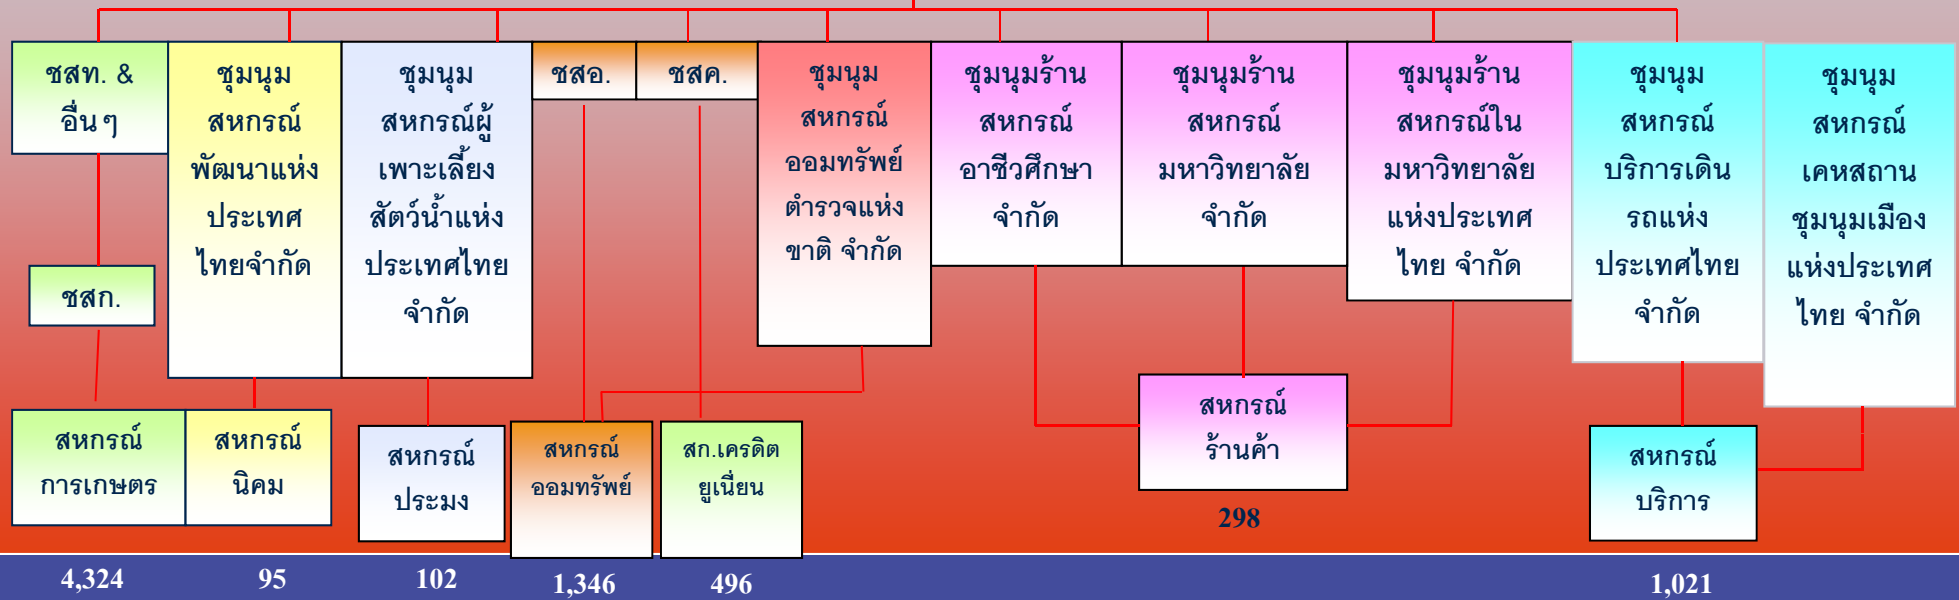 ชสท. &
อื่น ๆ
ชสก.
ชุมนุม
สหกรณ์
พัฒนาแห่ง
ประเทศ
ไทยจำกัด
ชุมนุม
สหกรณ์ผู้
เพาะเลี้ยง
สัตว์น้ำแห่ง
ประเทศไทย
จำกัด
ชสอ.
ชสค.
ชุมนุม
สหกรณ์
ออมทรัพย์
ตำรวจแห่ง
ชาติ จำกัด
ชุมนุมร้าน
สหกรณ์
อาชีวศึกษา
จำกัด
ชุมนุมร้าน
สหกรณ์
มหาวิทยาลัย
จำกัด
ชุมนุมร้าน
สหกรณ์ใน
มหาวิทยาลัย
แห่งประเทศ
ไทย จำกัด
ชุมนุม
สหกรณ์
บริการเดิน
รถแห่ง
ประเทศไทย
จำกัด
ชุมนุม
สหกรณ์
เคหสถาน
ชุมนุมเมือง
แห่งประเทศ
ไทย จำกัด
สหกรณ์
การเกษตร
สหกรณ์
นิคม
สหกรณ์
ประมง
สหกรณ์
ออมทรัพย์
สก.เครดิต
ยูเนี่ยน
สหกรณ์
ร้านค้า
298
สหกรณ์
บริการ
4,324
95
102
1,346
496
1,021